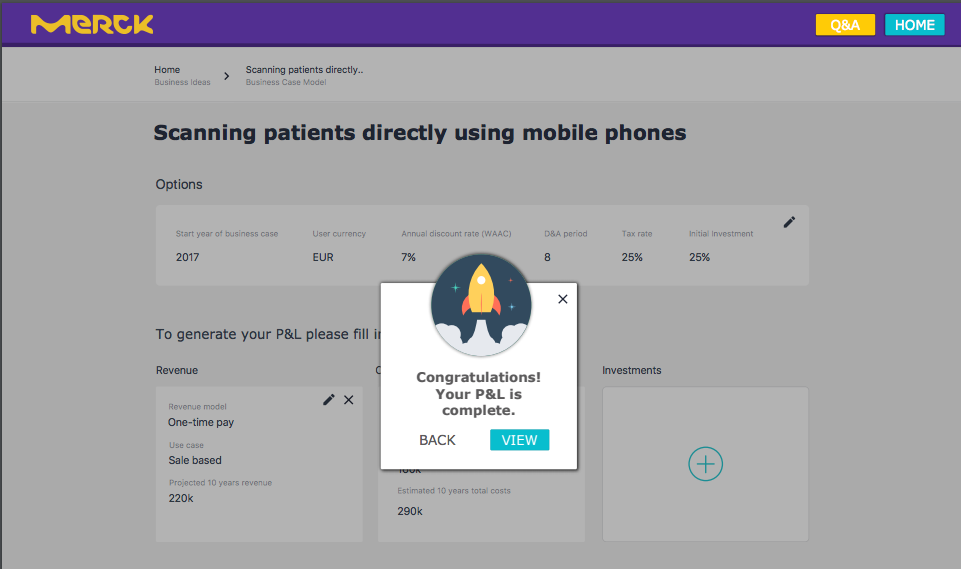 MERCK
Q&A
HOME
Home
Scanning patients directly..
Business Ideas
Business Case Model
Scanning patients directly using mobile phones
Options
Start year of business case
User currency
Annual discount rate (WAAC)
D&A period
Tax rate
Initial Investment
2017
EUR
7%
8
25%
25%
To generate your P&L please fill
Revenue
Investments
Revenue model
One-time pay
Use case
Sale based
Projected 10 years revenue
220k
Congratulations!
Your P&L is
complete.
BACK
VIEW
Estimated 10 years total costs
290k